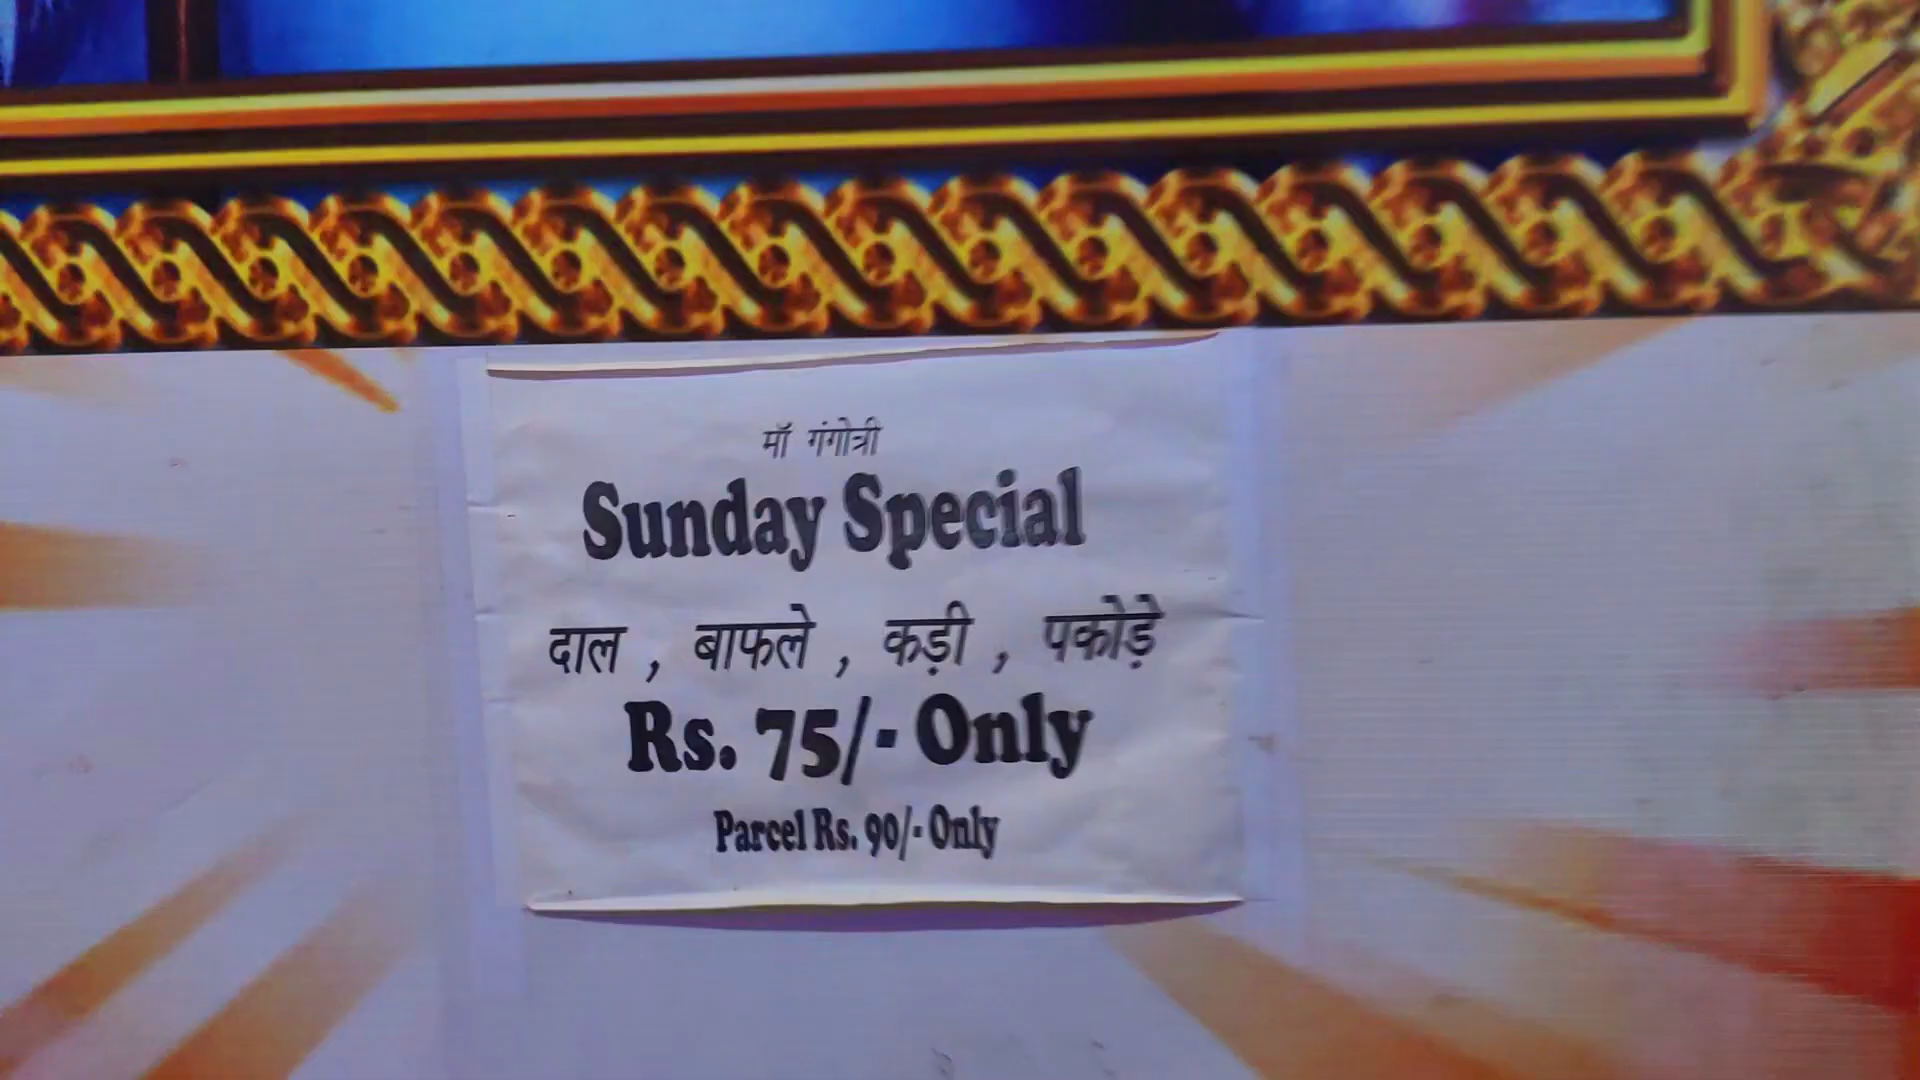 मॉ गंगोत्री
Sunday Special
दाल , बाफले , कड़ी , पकोड़े
Rs. 75/- Only
Parcel Rs. 90/- Only